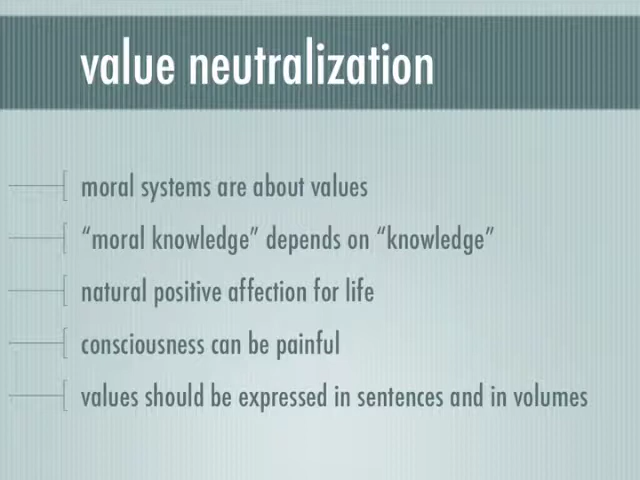 value neutralization
moral systems are about values
“moral knowledge” depends on “knowledge”
natural positive affection for life
consciousness can be painful
values should be expressed in sentences and in volumes